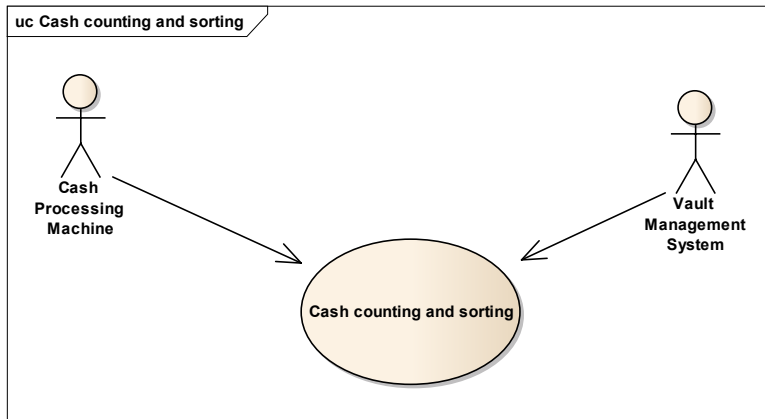 uc Cash counting and sorting
Cash
Processing
Machine
Vault
Management
System
Cash counting and sorting